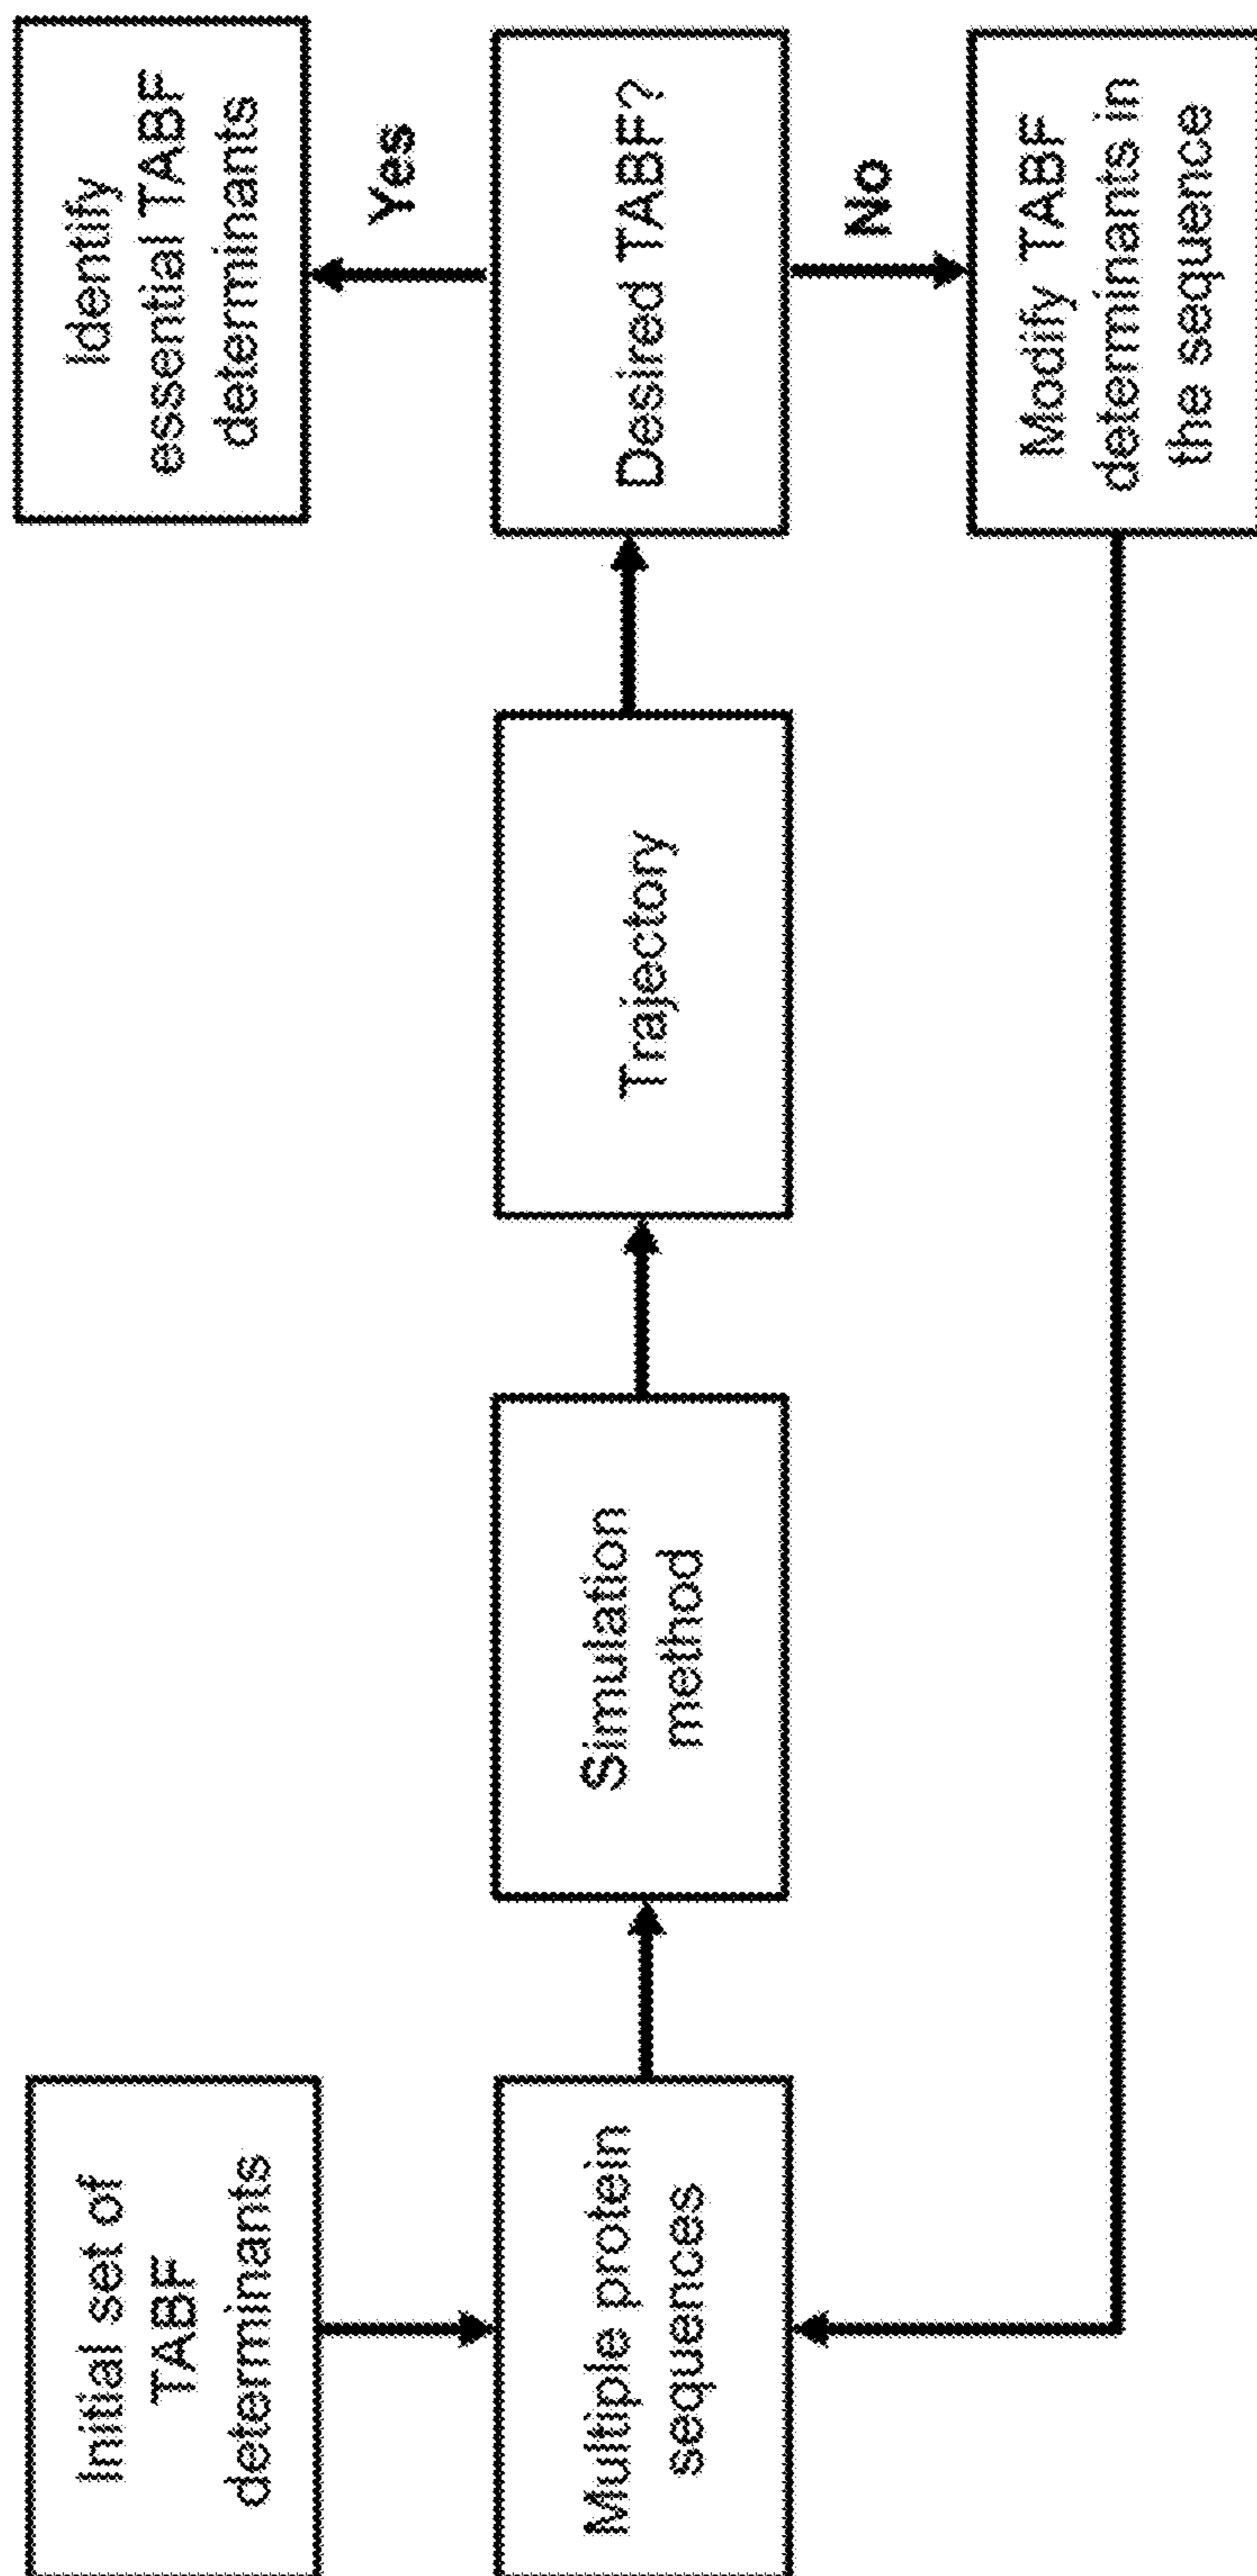 Initial set of
TABF
determinants
Multiple protein
sequences
Simulation
method
Trajectory
Desired TABF?
Yes
Identify
essential TABF
determinants
No
Modify TABF
determinants in
the sequence